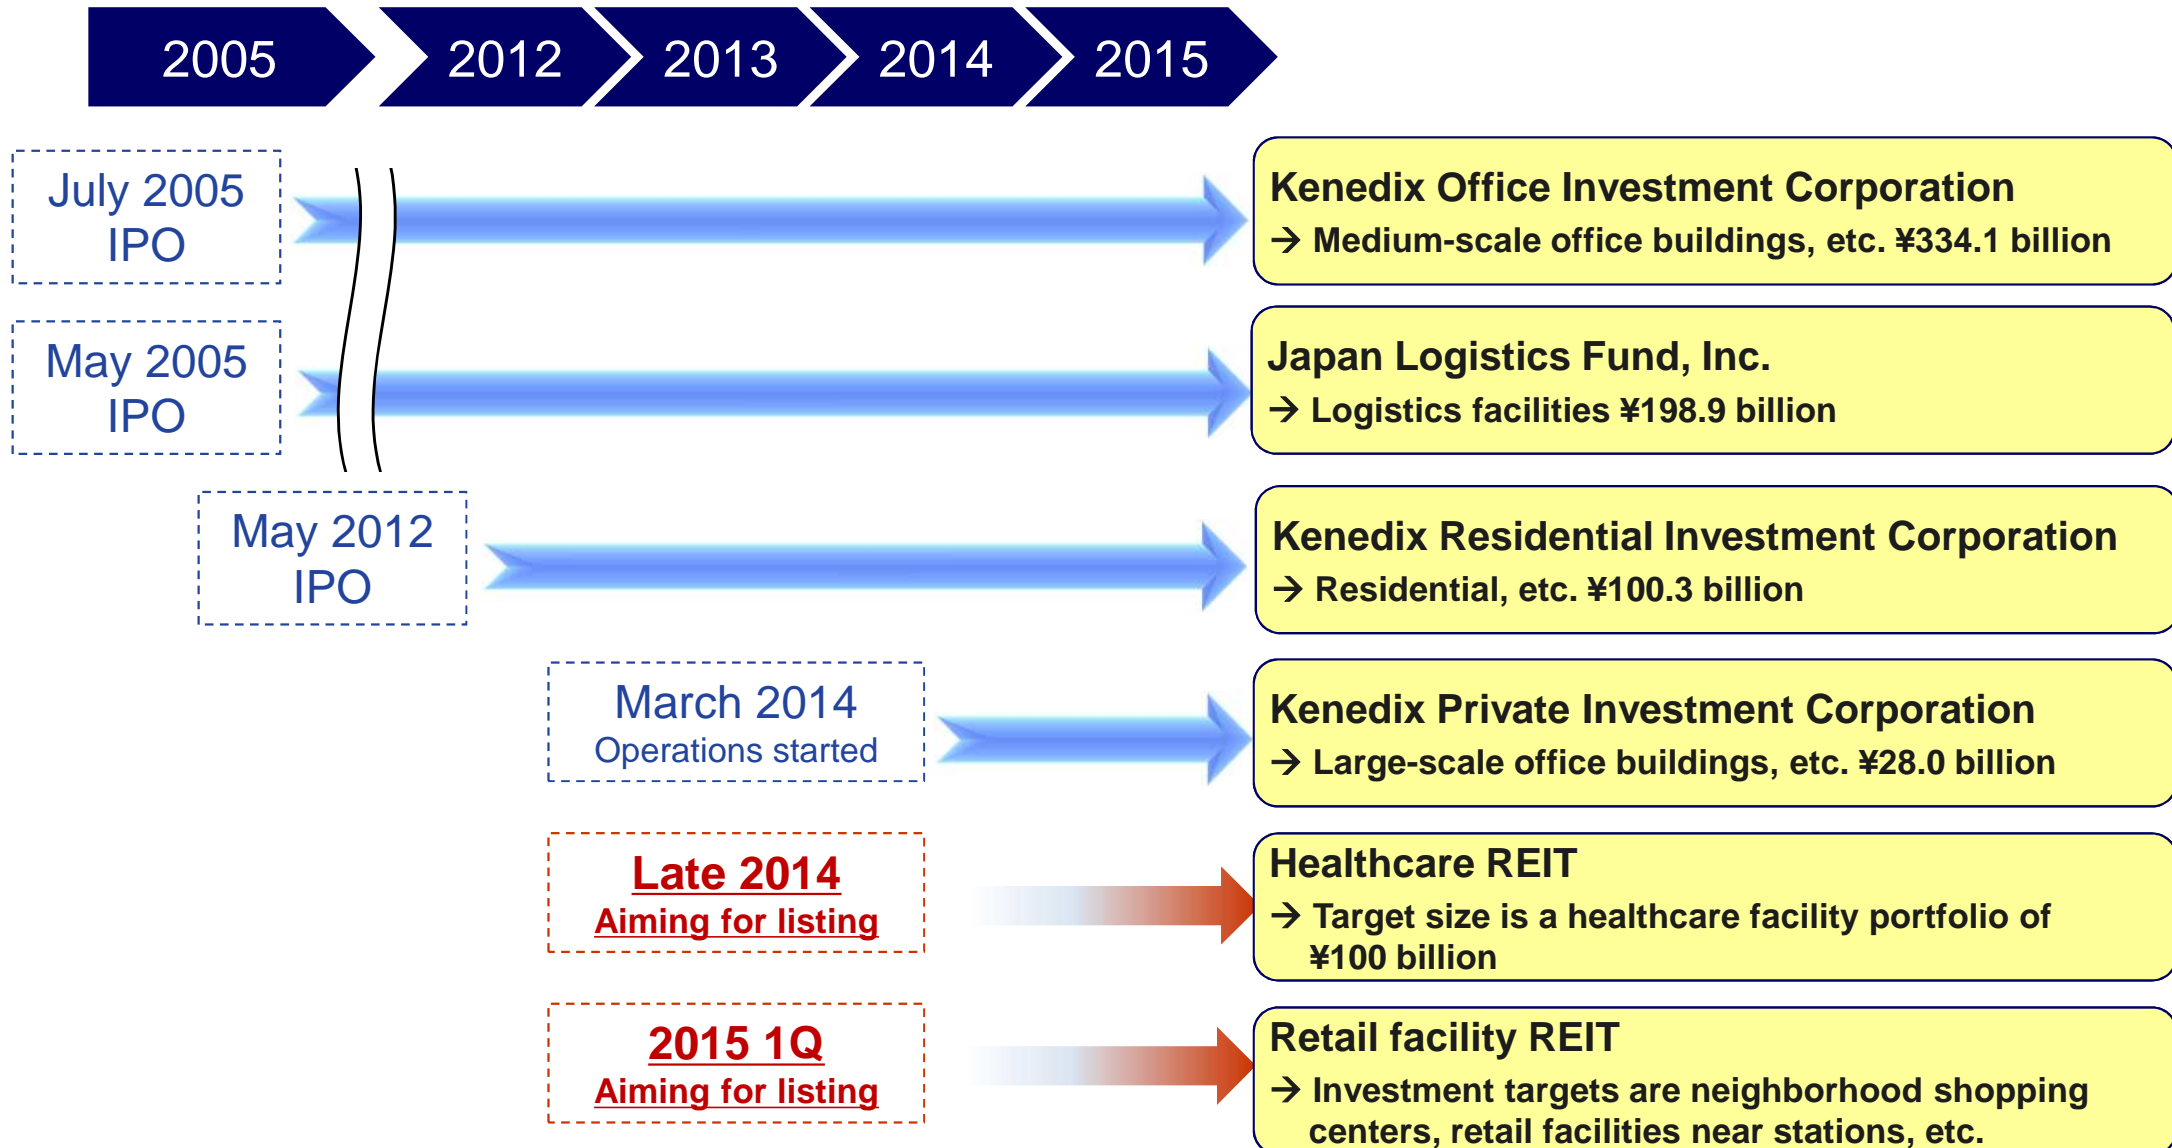 2005
2012
2013
2014
2015
July 2005
IPO
Kenedix Office Investment Corporation
→ Medium-scale office buildings, etc. ¥334.1 billion
May 2005
IPO
Japan Logistics Fund, Inc.
→ Logistics facilities ¥198.9 billion
May 2012
IPO
Kenedix Residential Investment Corporation
→ Residential, etc. ¥100.3 billion
March 2014
Operations started
Kenedix Private Investment Corporation
→ Large-scale office buildings, etc. ¥28.0 billion
Late 2014
Aiming for listing
Healthcare REIT
→ Target size is a healthcare facility portfolio of
¥100 billion
2015 1Q
Aiming for listing
Retail facility REIT
→ Investment targets are neighborhood shopping
centers, retail facilities near stations, etc.